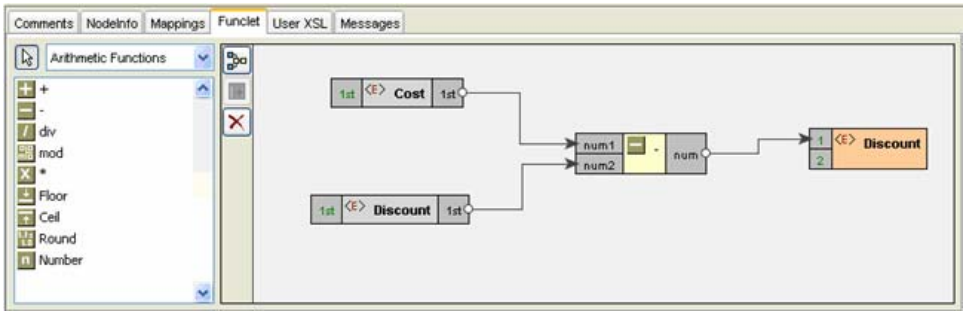 Comments NodeInfo Mappings Funclet User XSL Messages
Arithmetic Functions
+
-
div
mod
*
Floor
Ceil
Round
n Number
1st <E> Cost 1st
1st <E> Discount 1st
num1
num2
- num
1
2
<E> Discount